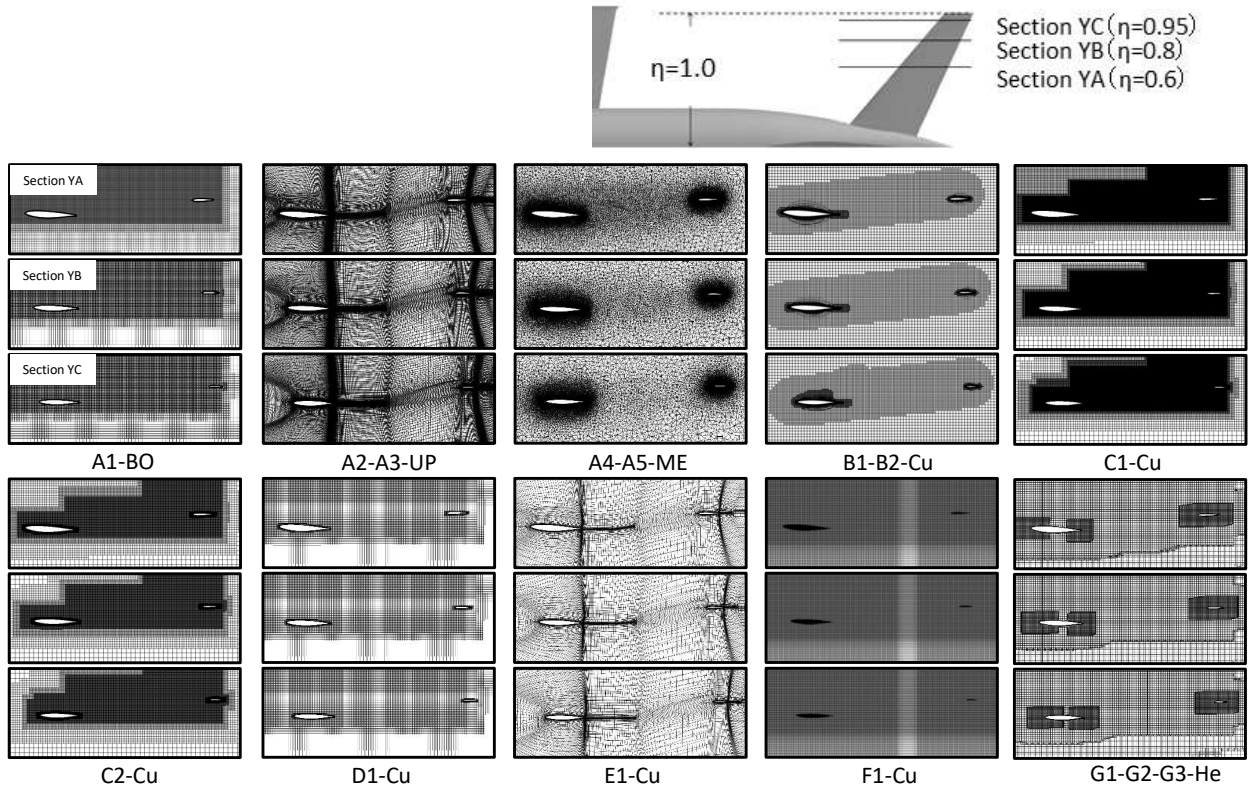 Section YC(η=0.95)
Section YB(η=0.8)
Section YA(η=0.6)
η=1.0
Section YA
Section YB
Section YC
A1-BO
A2-A3-UP
A4-A5-ME
B1-B2-Cu
C1-Cu
C2-Cu
D1-Cu
E1-Cu
F1-Cu
G1-G2-G3-He